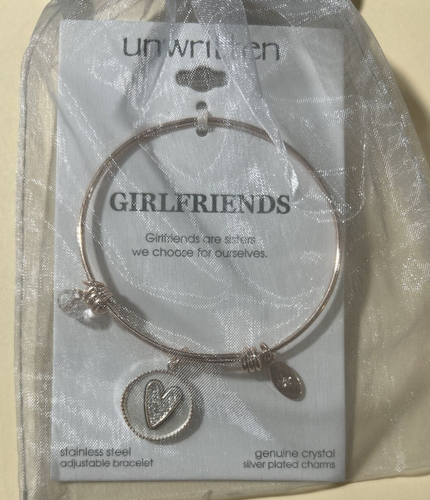 unwritten
GIRLFRIENDS
Girlfriends are sisters
we choose for ourselves.
stainless steel
adjustable bracelet
genuine crystal
silver plated charms